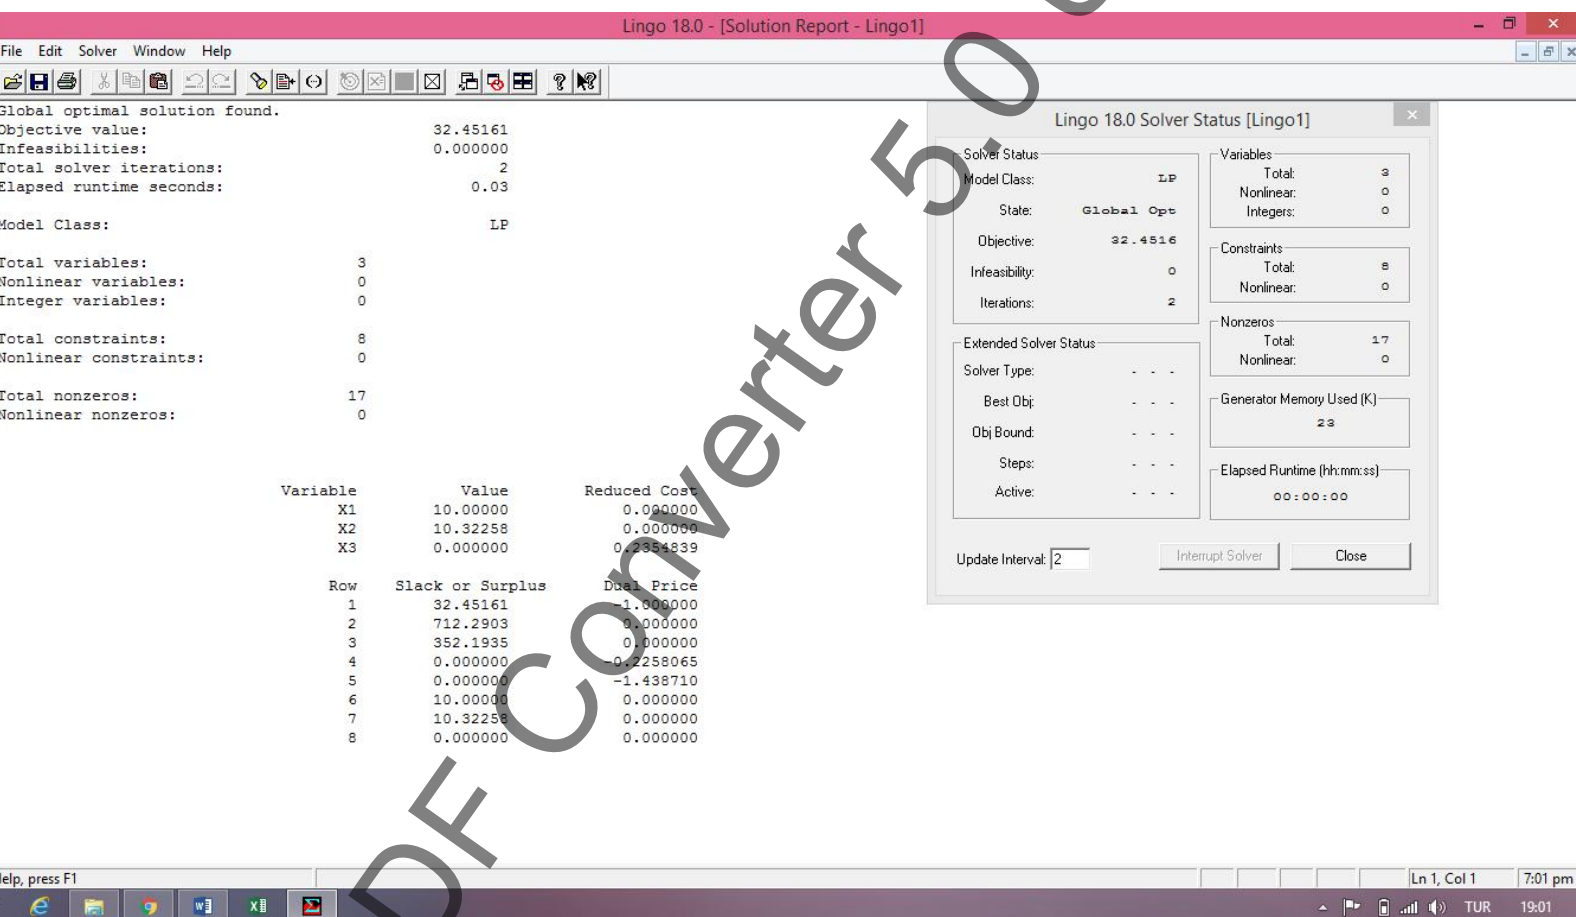 Lingo 18.0 - [Solution Report - Lingo1]
File Edit Solver Window Help
Global optimal solution found.
Objective value: 32.45161
Infeasibilities: 0.000000
Total solver iterations: 2
Elapsed runtime seconds: 0.03
Model Class: LP
Total variables: 3
Nonlinear variables: 0
Integer variables: 0
Total constraints: 8
Nonlinear constraints: 0
Total nonzeros: 17
Nonlinear nonzeros: 0
Variable Value Reduced Cost
X1 10.00000 0.000000
X2 10.32258 0.000000
X3 0.000000 0.2354839
Row Slack or Surplus Dual Price
1 32.45161 -1.000000
2 712.2903 0.000000
3 352.1935 0.000000
4 0.000000 -0.2258065
5 0.000000 -1.438710
6 10.00000 0.000000
7 10.32258 0.000000
8 0.000000 0.000000
Lingo 18.0 Solver Status [Lingo1]
Solver Status
Model Class: LP
State: Global Opt
Objective: 32.4516
Infeasibility: 0
Iterations: 2
Extended Solver Status
Solver Type: - - -
Best Obj: - - -
Obj Bound: - - -
Steps: - - -
Active: - - -
Variables
Total: 3
Nonlinear: 0
Integers: 0
Constraints
Total: 8
Nonlinear: 0
Nonzeros
Total: 17
Nonlinear: 0
Generator Memory Used (K)
23
Elapsed Runtime (hh:mm:ss)
00:00:00
Update Interval: 2
Interrupt Solver
Close
Help, press F1
Ln 1, Col 1
7:01 pm
TUR 19:01
DF Converter 5.0